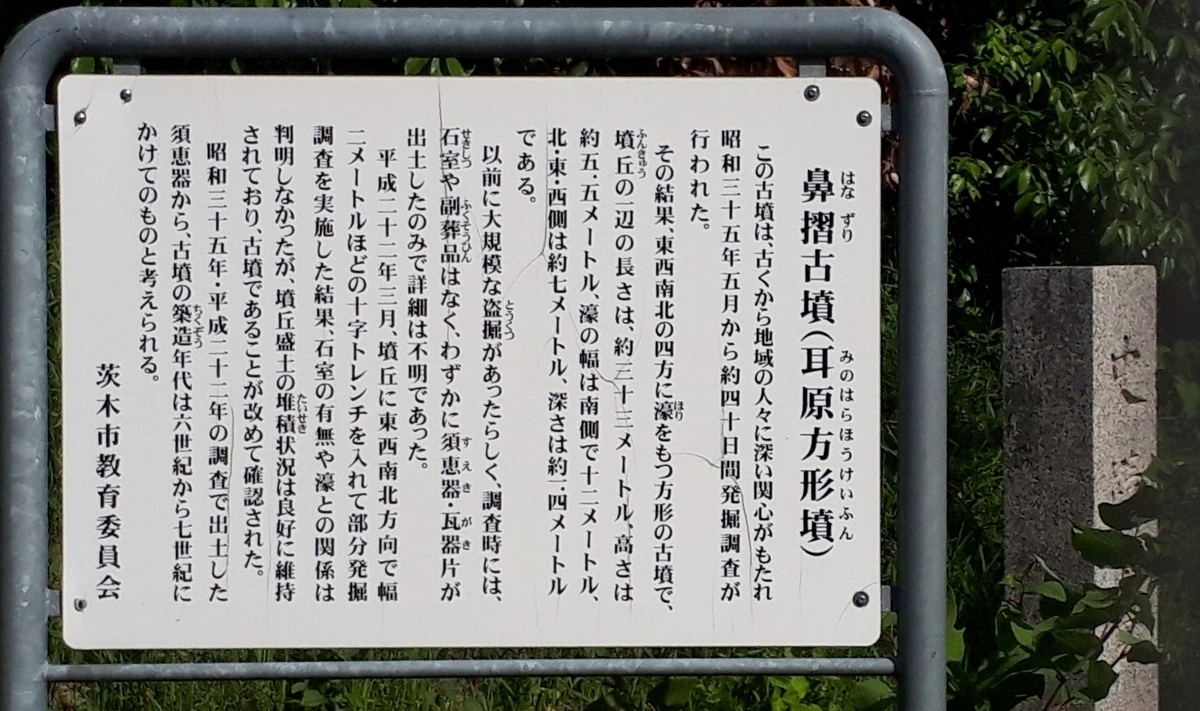 鼻摺古墳(耳原方形墳)
この古墳は、古くから地域の人々に深い関心がもたれ
昭和三十五年五月から約四十日間発掘調査が
行われた。
その結果、東西南北の四方に濠をもつ方形の古墳で、
墳丘の一辺の長さは、約三十三メートル、高さは
約五・五メートル、濠の幅は南側で十二メートル、
北・東・西側は約七メートル、深さは約一・四メートル
である。
以前に大規模な盗掘があったらしく、調査時には、
石室や副葬品はなく、わずかに須恵器・瓦器片が
出土したのみで詳細は不明であった。
平成二十二年三月、墳丘に東西南北方向で幅
二メートルほどの十字トレンチを入れて部分発掘
調査を実施した結果、石室の有無や濠との関係は
判明しなかったが、墳丘盛土の堆積状況は良好に維持
されており、古墳であることが改めて確認された。
昭和三十五年・平成二十二年の調査で出土した
須恵器から、古墳の築造年代は六世紀から七世紀に
かけてのものと考えられる。
茨木市教育委員会